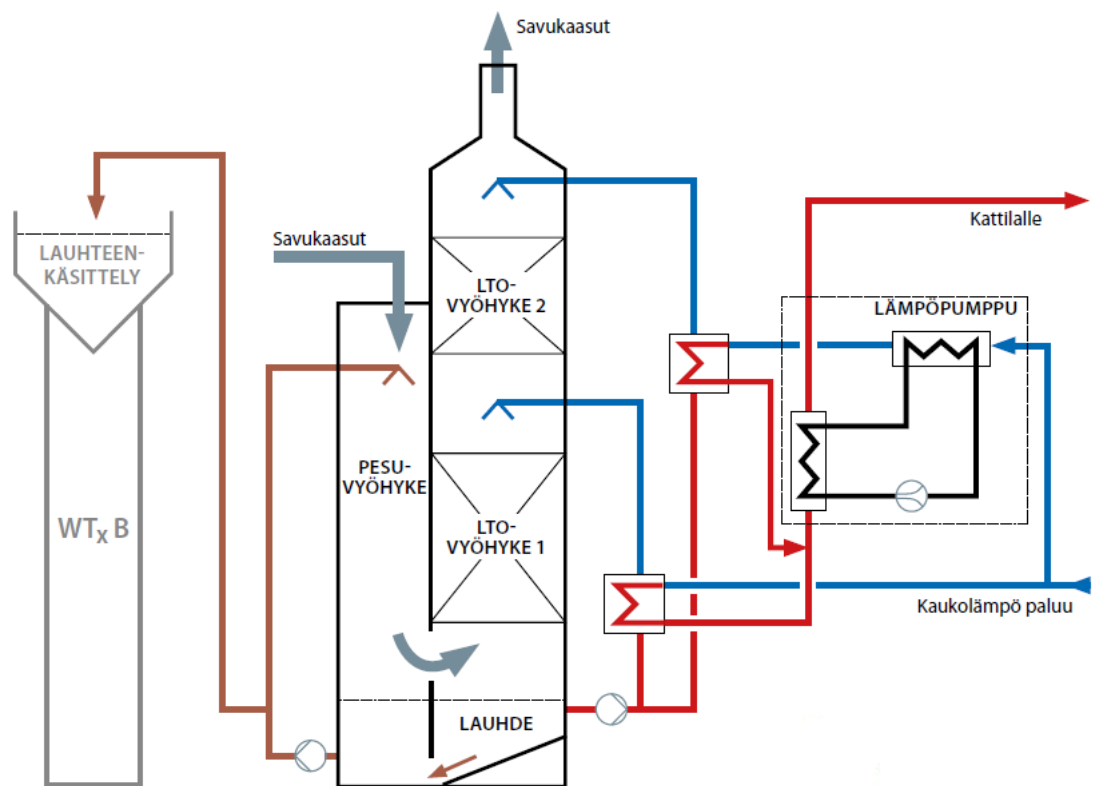 Savukaasut
Savukaasut
LAUHTEEN-
KÄSITTELY
LTO-
VYÖHYKE 2
Kattilalle
LÄMPÖPUMPPU
PESU-
VYÖHYKE
LTO-
VYÖHYKE 1
WTx B
Kaukolämpö paluu
LAUHDE